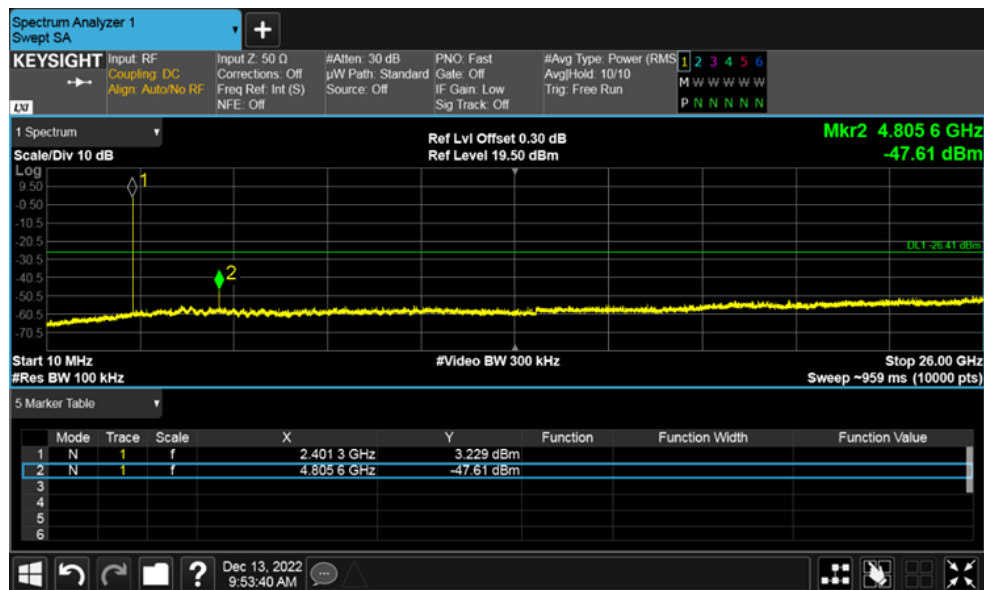 Spectrum Analyzer 1
Swept SA
+
KEYSIGHT
LXI
Input: RF
Coupling: DC
Align: Auto/No RF
Input Z: 50 Ω
Corrections: Off
Freq Ref: Int (S)
NFE: Off
#Atten: 30 dB
µW Path: Standard
Source: Off
PNO: Fast
Gate: Off
IF Gain: Low
Sig Track: Off
#Avg Type: Power (RMS
Avg|Hold: 10/10
Trig: Free Run
1 2 3 4 5 6
M W W W W W
P N N N N N
1 Spectrum
Scale/Div 10 dB
Ref Lvl Offset 0.30 dB
Ref Level 19.50 dBm
Mkr2 4.805 6 GHz
-47.61 dBm
Log
9.50
-0.50
-10.5
-20.5
-30.5
-40.5
-50.5
-60.5
-70.5
1
2
DL1 -26.41 dBm
Start 10 MHz
#Res BW 100 kHz
#Video BW 300 kHz
Stop 26.00 GHz
Sweep ~959 ms (10000 pts)
5 Marker Table
Mode Trace Scale X Y Function Function Width Function Value
1 N 1 f 2.401 3 GHz 3.229 dBm
2 N 1 f 4.805 6 GHz -47.61 dBm
3
4
5
6
?
Dec 13, 2022
9:53:40 AM